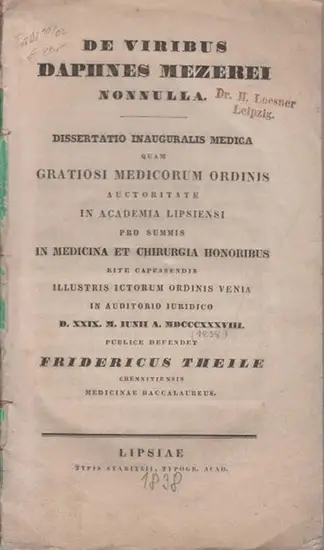 DE VIRIBUS
DAPHNES MEZEREI
NONNULLA.
Dr. H. Loesner
Leipzig.
DISSERTATIO INAUGURALIS MEDICA
QUAM
GRATIOSI MEDICORUM ORDINIS
AUCTORITATE
IN ACADEMIA LIPSIENSI
PRO SUMMIS
IN MEDICINA ET CHIRURGIA HONORIBUS
RITE CAPESSENDIS
ILLUSTRIS ICTORUM ORDINIS VENIA
IN AUDITORIO IURIDICO
D. XXIX. M. IUNII A. MDCCCXXXVIII.
(1838)
PUBLICE DEFENDET
FRIDERICUS THEILE
CHEMNITIENSIS
MEDICINAE BACCALAUREUS.
LIPSIAE
TYPIS STARITZII, TYPOGR. ACAD.
1838